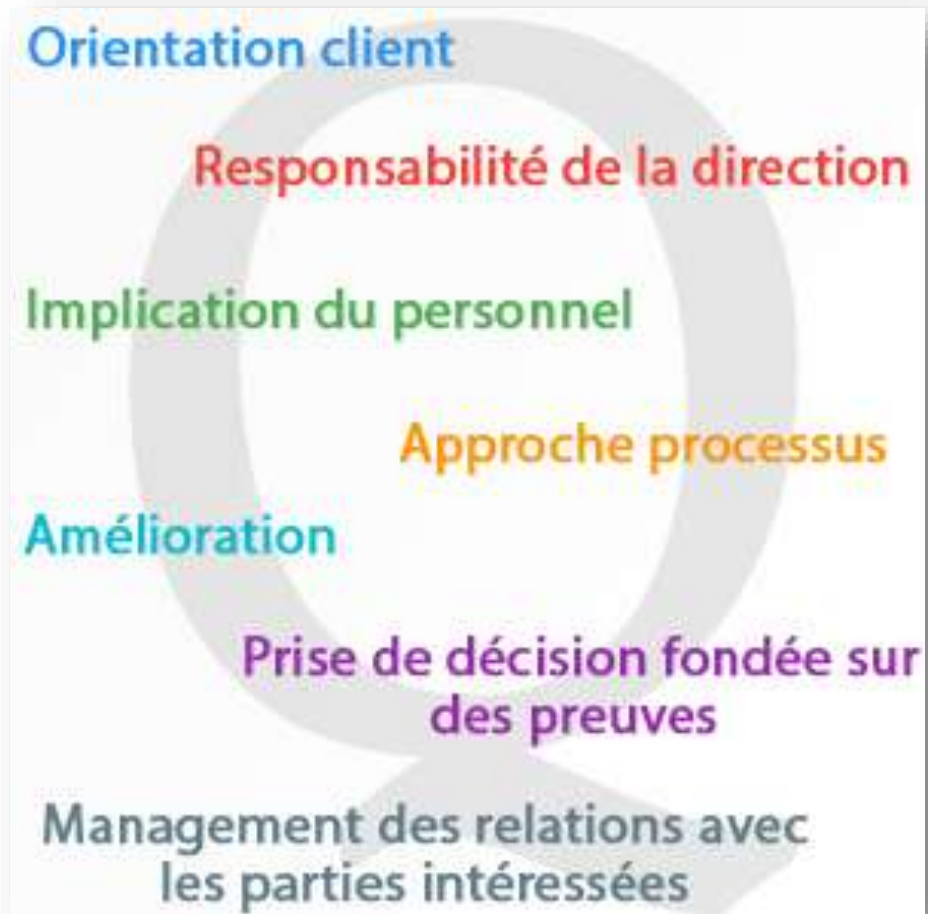 Orientation client
Responsabilité de la direction
Implication du personnel
Approche processus
Amélioration
Prise de décision fondée sur
des preuves
Management des relations avec
les parties intéressées